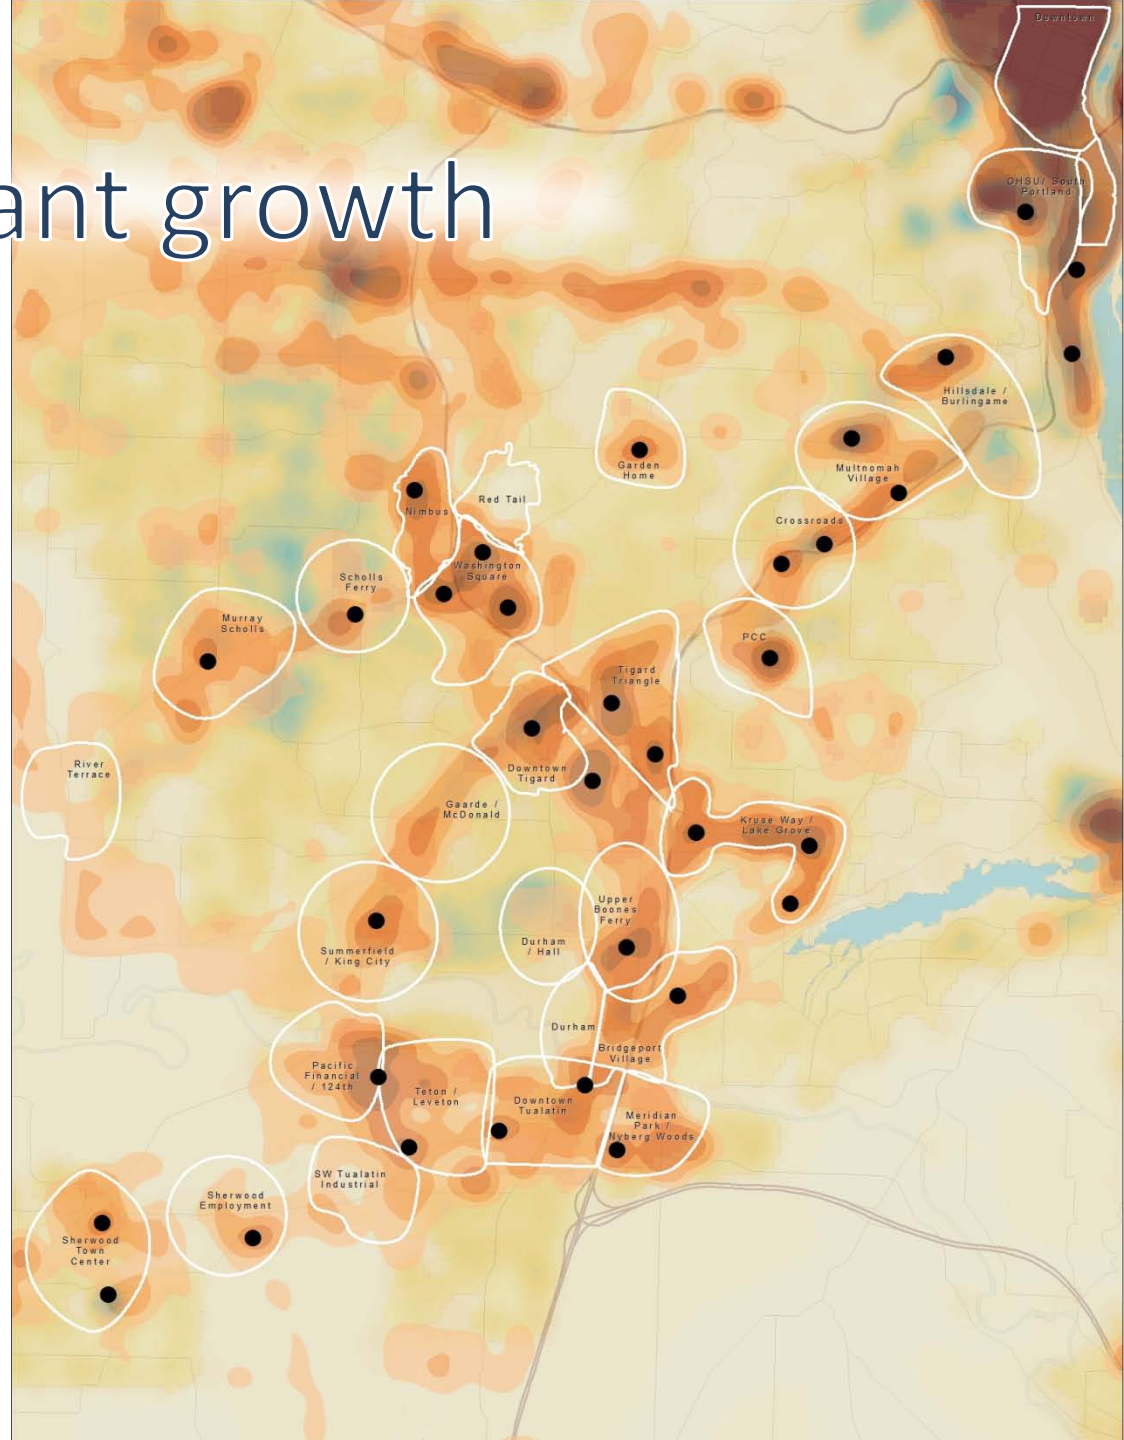 Downtown
ant growth
OHSU/ South
Portland
Hillsdale /
Burlingame
Multnomah
Village
Garden
Home
Red Tail
Nimbus
Crossroads
Washington
Square
Scholls
Ferry
Murray
Scholls
PCC
Tigard
Triangle
River
Terrace
Downtown
Tigard
Gaarde /
McDonald
Kruse Way /
Lake Grove
Upper
Boones
Ferry
Durham
/ Hall
Summerfield
/ King City
Durham
Bridgeport
Village
Pacific
Financial
/ 124th
Teton /
Leveton
Downtown
Tualatin
Meridian
Park /
Nyberg Woods
SW Tualatin
Industrial
Sherwood
Employment
Sherwood
Town
Center